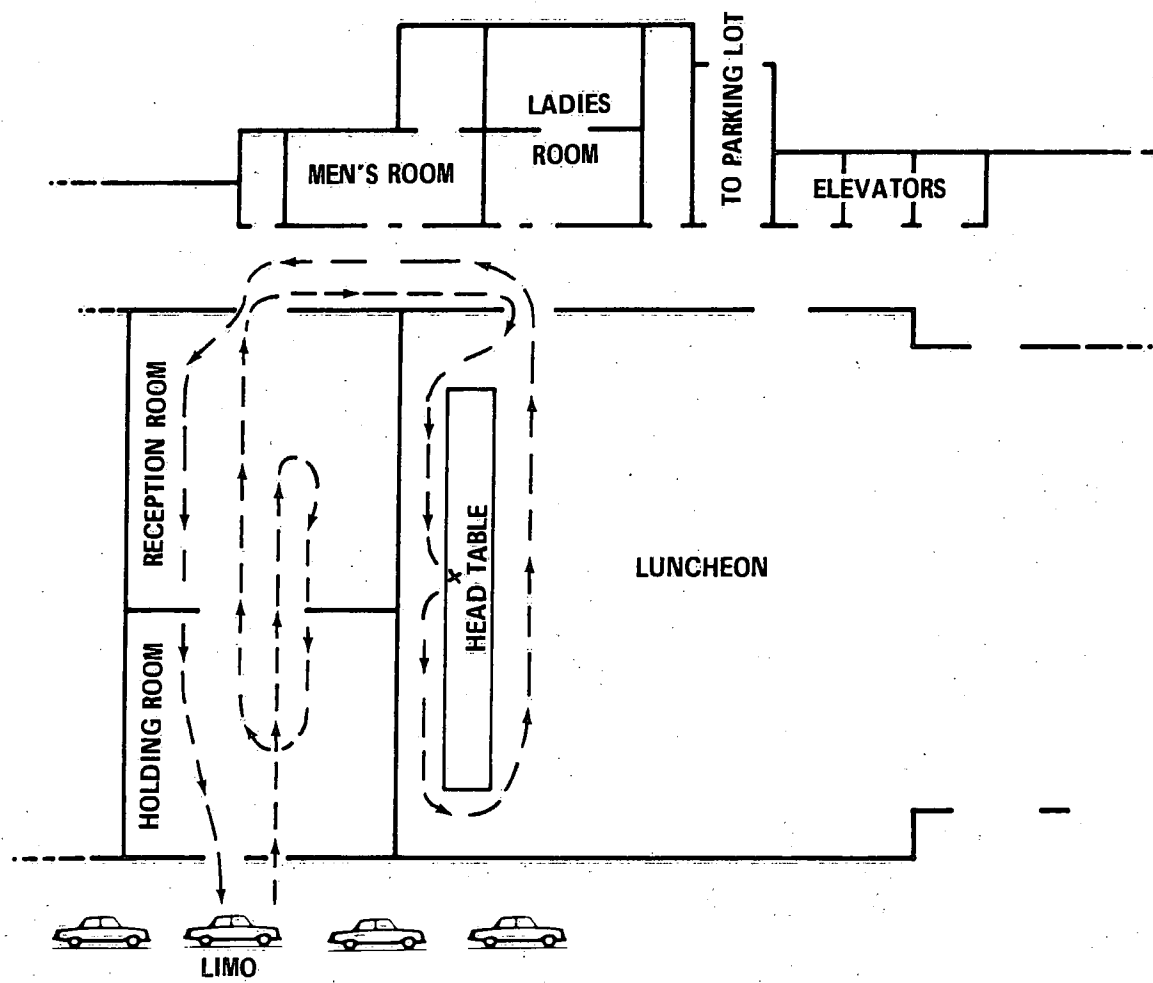 LADIES
ROOM
MEN'S ROOM
TO PARKING LOT
ELEVATORS
RECEPTION ROOM
HOLDING ROOM
X
HEAD TABLE
LUNCHEON
LIMO